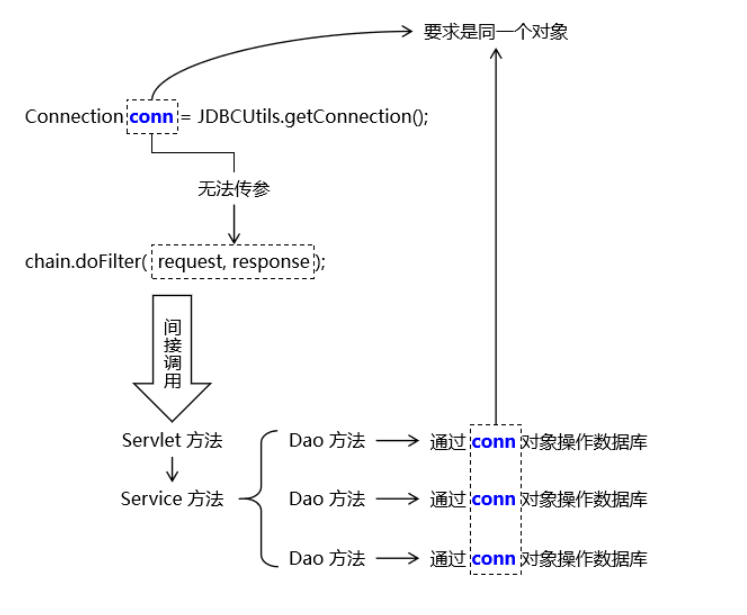 要求是同一个对象
Connection conn = JDBCUtils.getConnection();
无法传参
chain.doFilter( request, response );
间接调用
Servlet 方法
Dao 方法
通过 conn 对象操作数据库
Service 方法
Dao 方法
通过 conn 对象操作数据库
Dao 方法
通过 conn 对象操作数据库